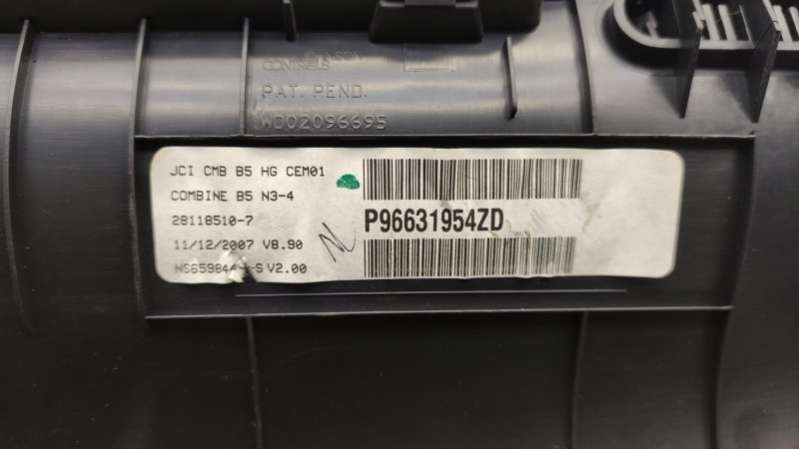 CONTROLS
PAT. PEND.
W002096695
JCI CMB B5 HG CEM01
COMBINE B5 N3-4
28118510-7
11/12/2007 V8.90
V2.00
P96631954ZD